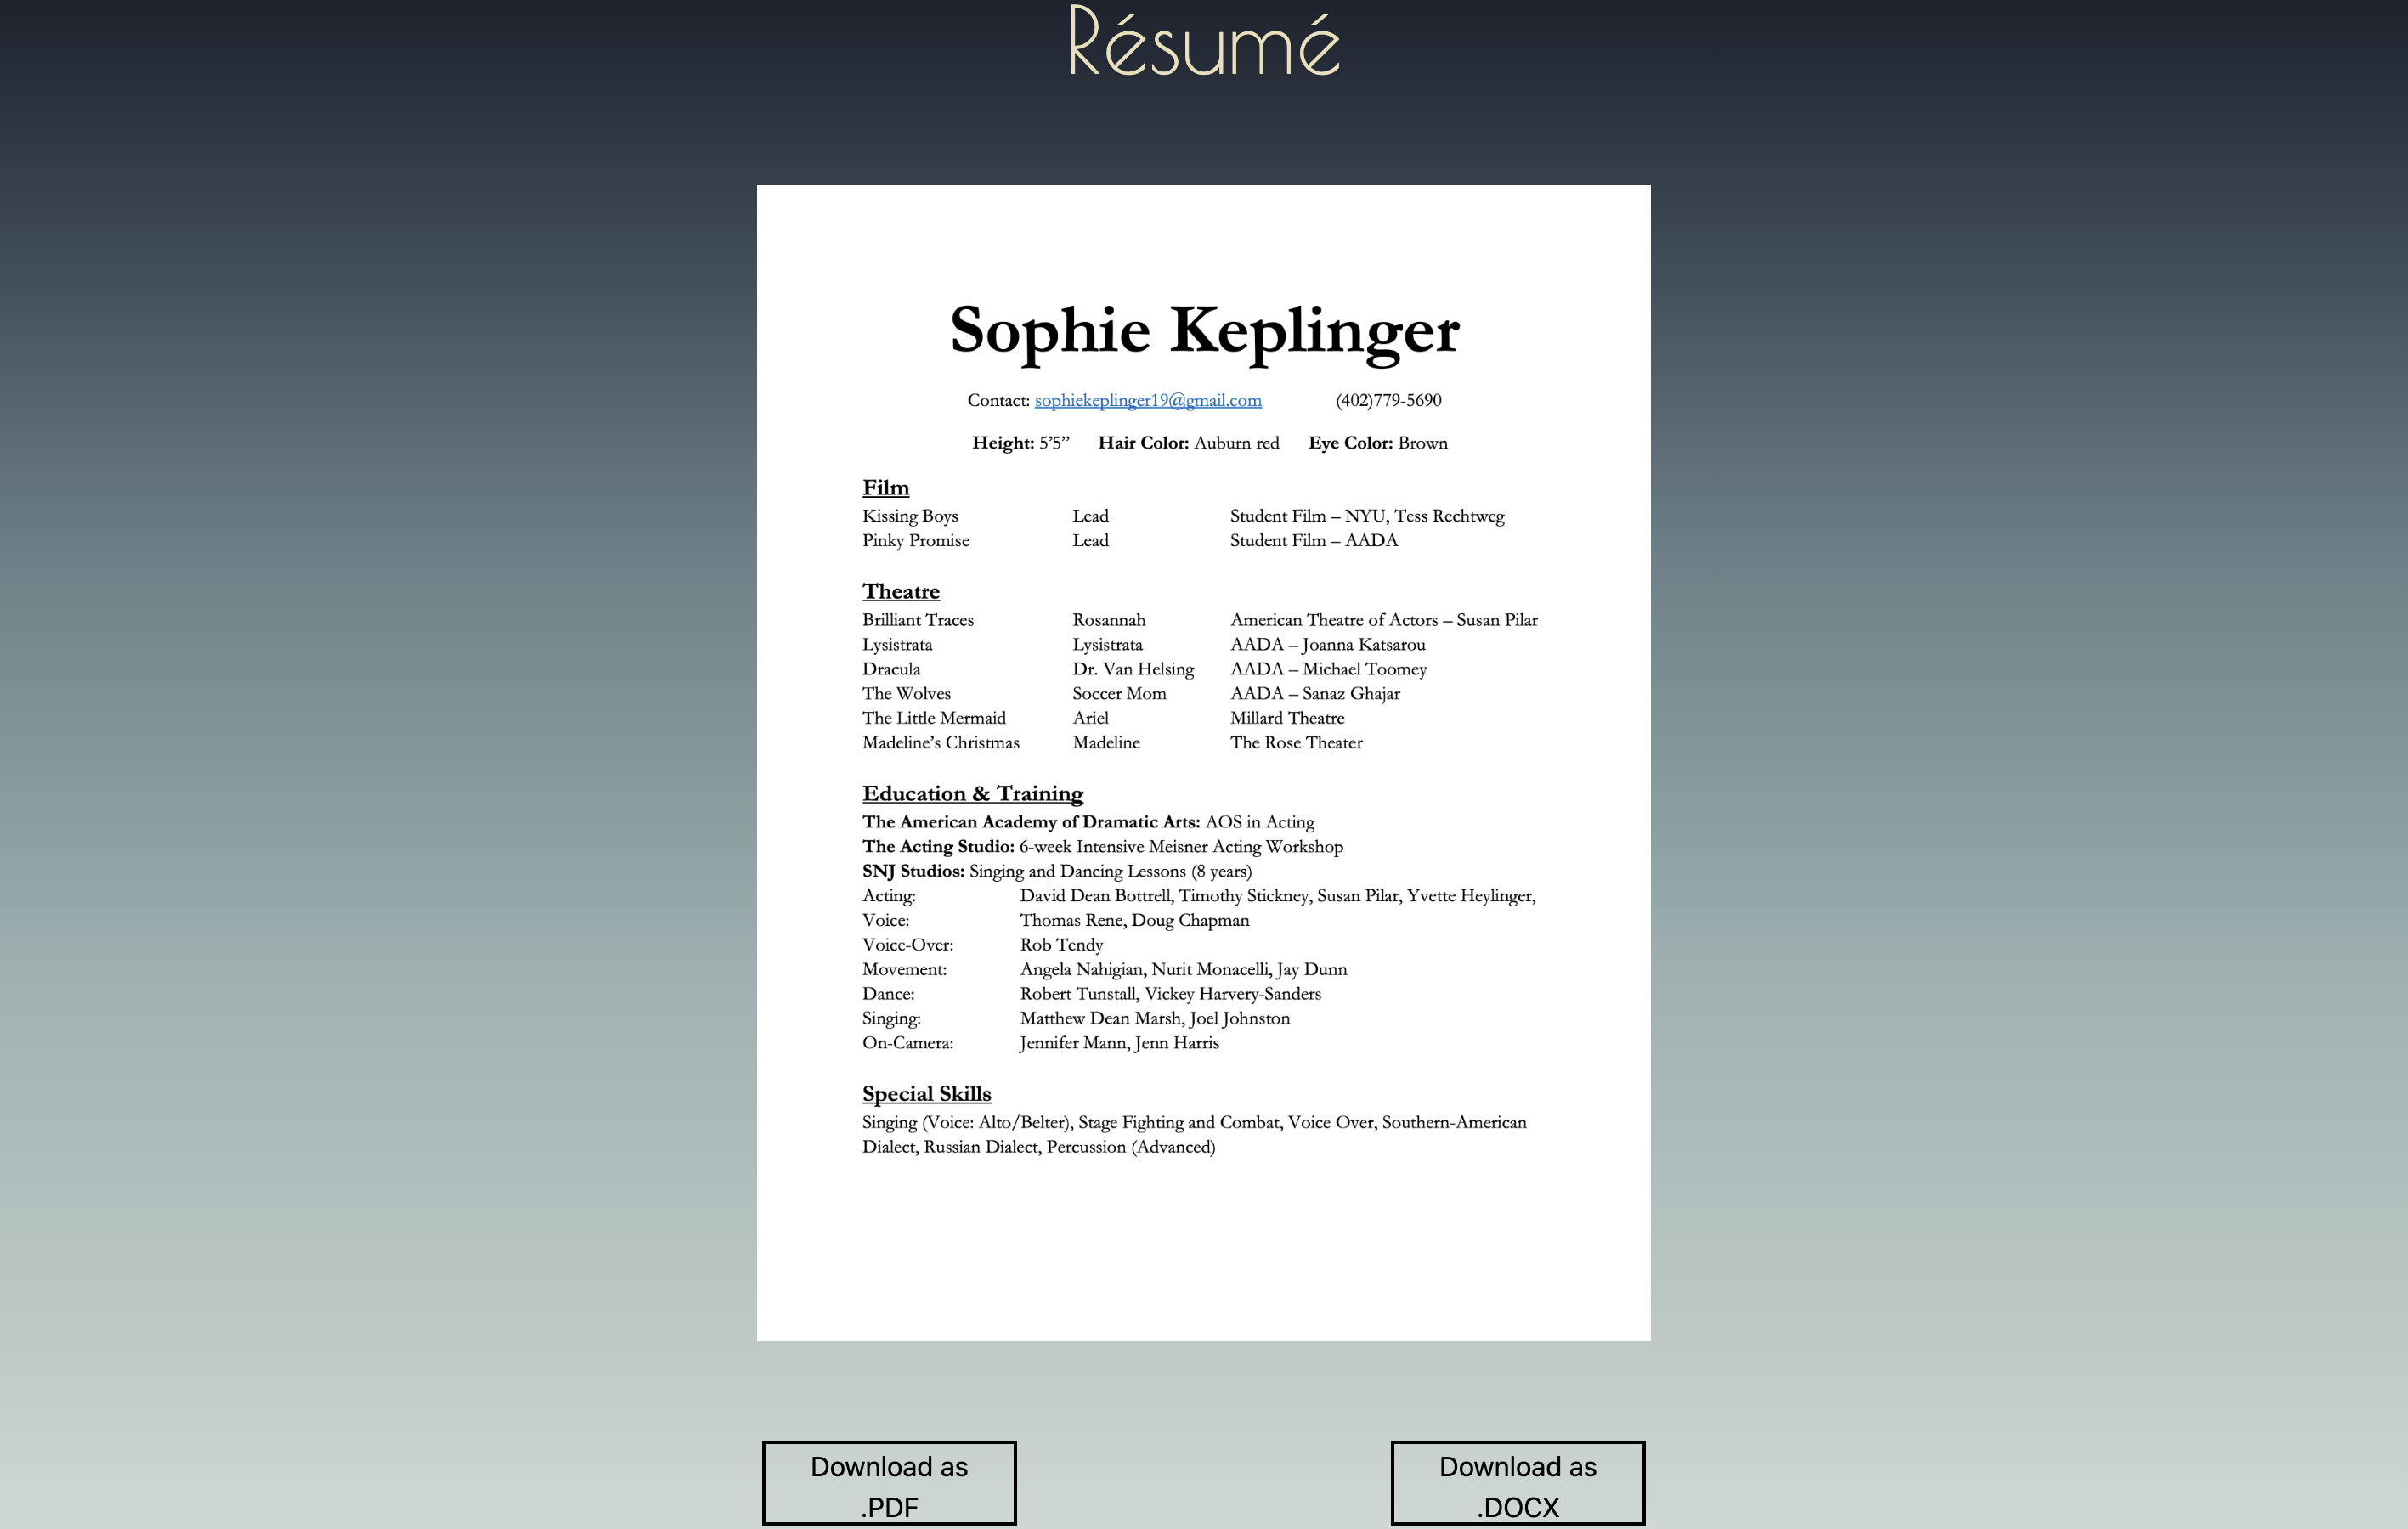 Résumé
Sophie Keplinger
Contact: sophiekeplinger19@gmail.com (402)779-5690
Height: 5’5” Hair Color: Auburn red Eye Color: Brown
Film
Kissing Boys Lead Student Film – NYU, Tess Rechtweg
Pinky Promise Lead Student Film – AADA
Theatre
Brilliant Traces Rosannah American Theatre of Actors – Susan Pilar
Lysistrata Lysistrata AADA – Joanna Katsarou
Dracula Dr. Van Helsing AADA – Michael Toomey
The Wolves Soccer Mom AADA – Sanaz Ghajar
The Little Mermaid Ariel Millard Theatre
Madeline’s Christmas Madeline The Rose Theater
Education & Training
The American Academy of Dramatic Arts: AOS in Acting
The Acting Studio: 6-week Intensive Meisner Acting Workshop
SNJ Studios: Singing and Dancing Lessons (8 years)
Acting: David Dean Bottrell, Timothy Stickney, Susan Pilar, Yvette Heylinger,
Voice: Thomas Rene, Doug Chapman
Voice-Over: Rob Tendy
Movement: Angela Nahigian, Nurit Monacelli, Jay Dunn
Dance: Robert Tunstall, Vickey Harvery-Sanders
Singing: Matthew Dean Marsh, Joel Johnston
On-Camera: Jennifer Mann, Jenn Harris
Special Skills
Singing (Voice: Alto/Belter), Stage Fighting and Combat, Voice Over, Southern-American
Dialect, Russian Dialect, Percussion (Advanced)
Download as
.PDF
Download as
.DOCX